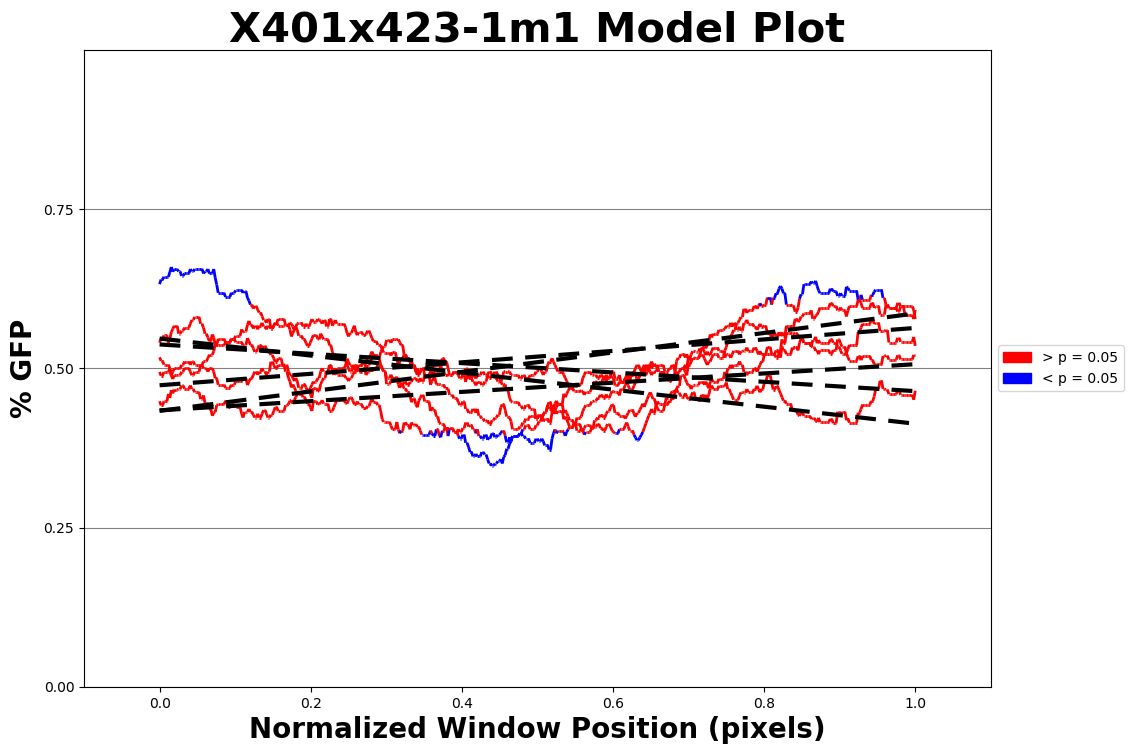 X401x423-1m1 Model Plot
% GFP
0.75
0.50
0.25
0.00
0.0 0.2 0.4 0.6 0.8 1.0
Normalized Window Position (pixels)
> p = 0.05
< p = 0.05